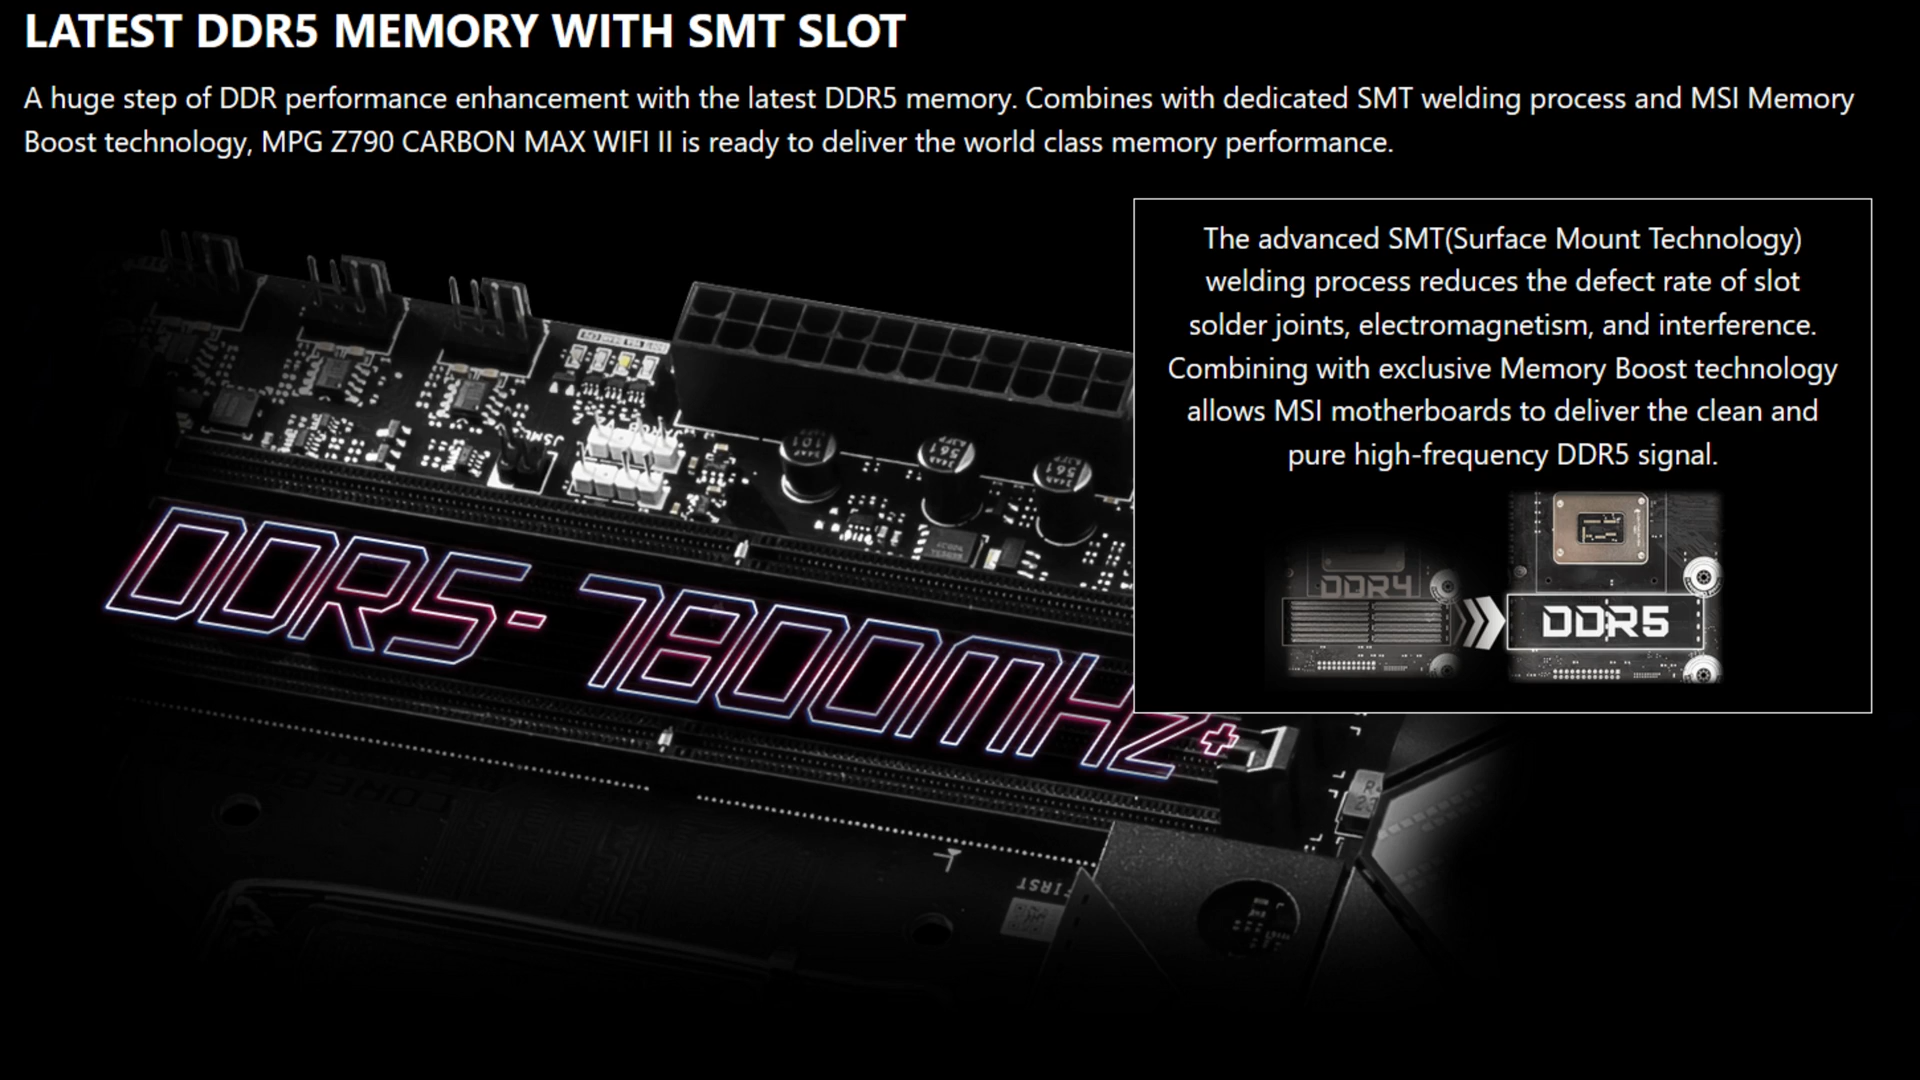 LATEST DDR5 MEMORY WITH SMT SLOT
A huge step of DDR performance enhancement with the latest DDR5 memory. Combines with dedicated SMT welding process and MSI Memory
Boost technology, MPG Z790 CARBON MAX WIFI II is ready to deliver the world class memory performance.
The advanced SMT(Surface Mount Technology)
welding process reduces the defect rate of slot
solder joints, electromagnetism, and interference.
Combining with exclusive Memory Boost technology
allows MSI motherboards to deliver the clean and
pure high-frequency DDR5 signal.
DDR4
DDR5
DDR5-7800MHZ+
101
561
561
FIRST